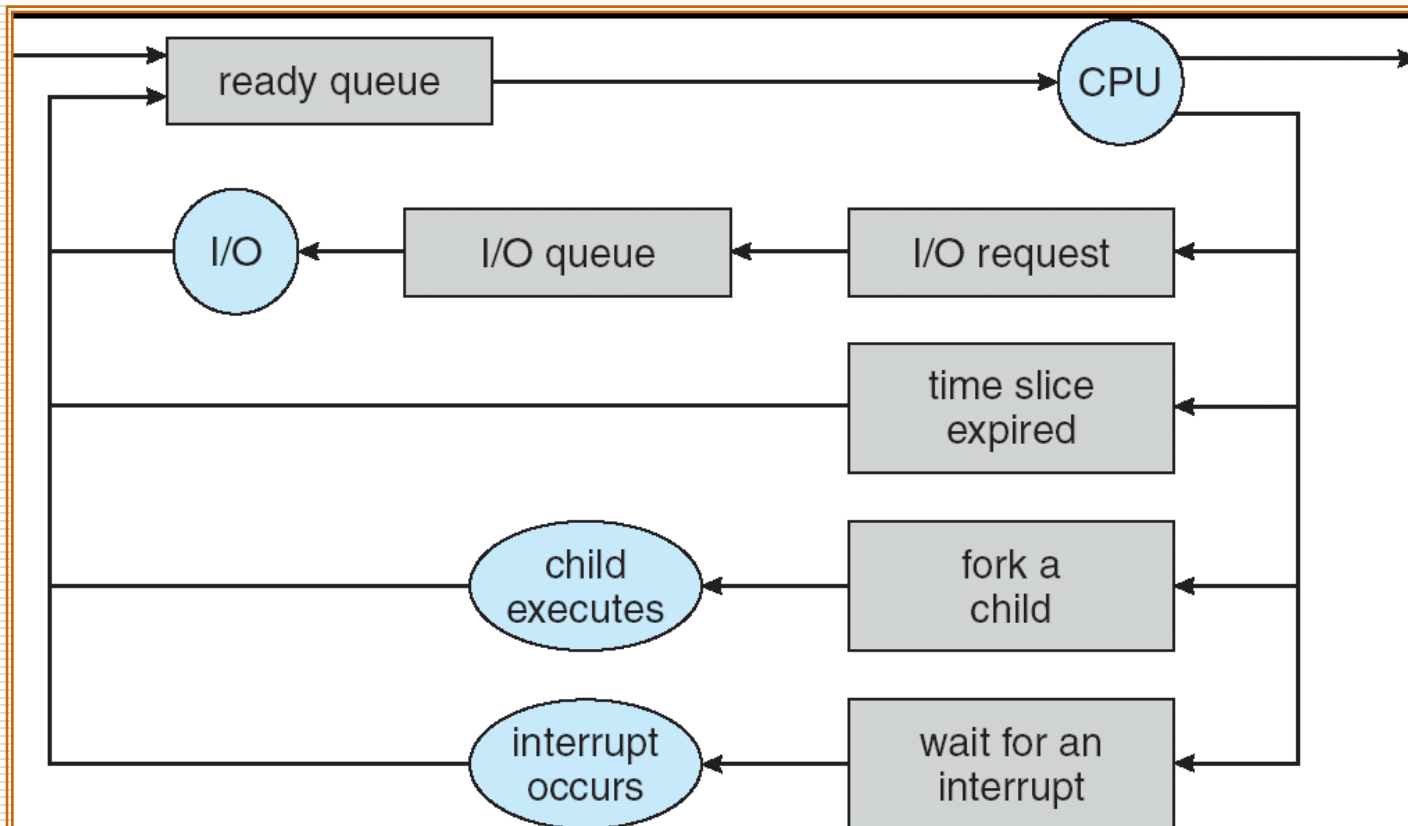 ready queue
CPU
I/O
I/O queue
I/O request
time slice
expired
child
executes
fork a
child
interrupt
occurs
wait for an
interrupt